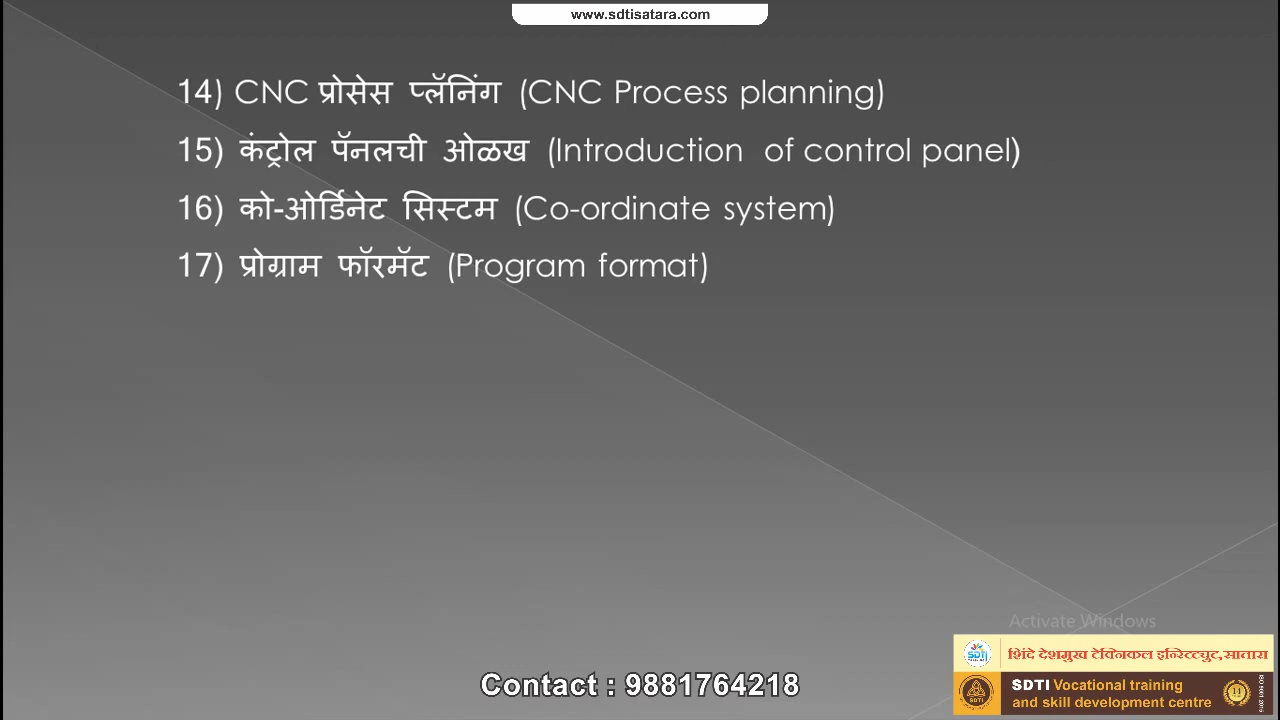 www.sdtisatara.com
14) CNC प्रोसेस प्लॅनिंग (CNC Process planning)
15) कंट्रोल पॅनलची ओळख (Introduction of control panel)
16) को-ओर्डिनेट सिस्टम (Co-ordinate system)
17) प्रोग्राम फॉरमॅट (Program format)
Activate Windows
SDTI
शिंदे देशमुख टेक्निकल इन्स्टिट्युट,सातारा
SDTI Vocational training
and skill development centre
Contact : 9881764218